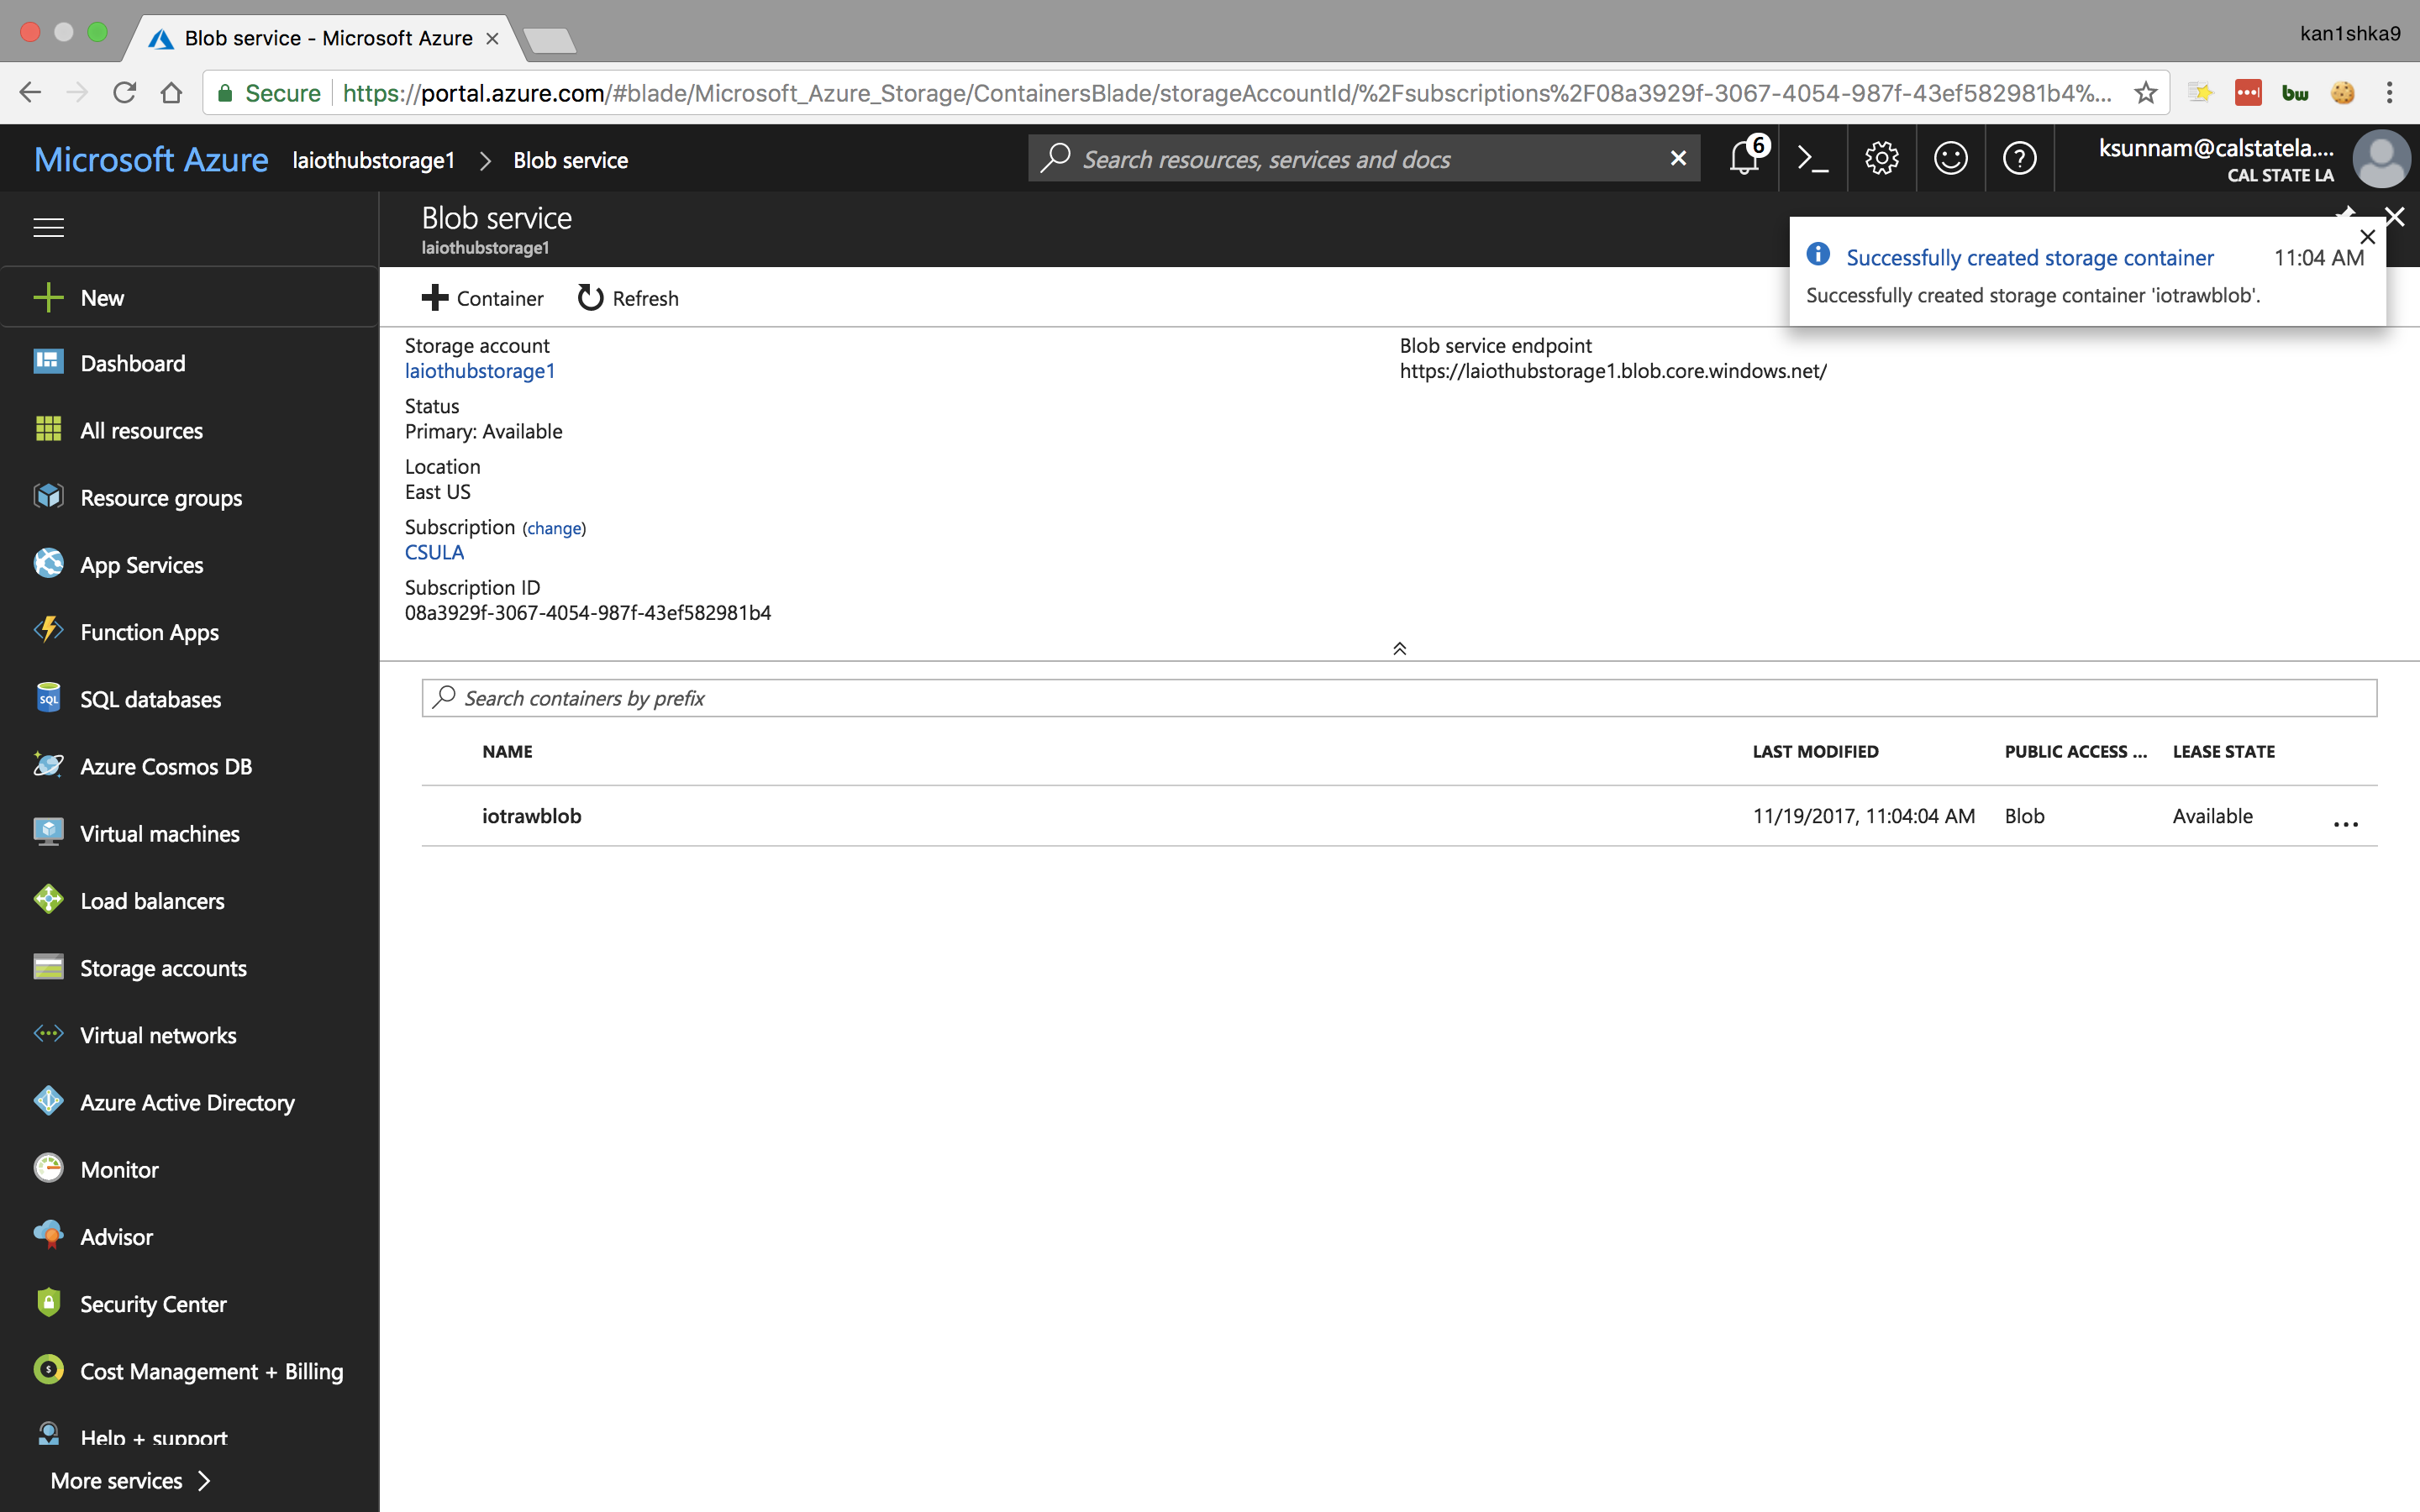 Blob service - Microsoft Azure
kan1shka9
Secure https://portal.azure.com/#blade/Microsoft_Azure_Storage/ContainersBlade/storageAccountId/%2Fsubscriptions%2F08a3929f-3067-4054-987f-43ef582981b4%...
bw
Microsoft Azure laiothubstorage1 > Blob service
Search resources, services and docs
6
ksunnam@calstatela....
CAL STATE LA
Blob service
laiothubstorage1
Successfully created storage container 11:04 AM
Successfully created storage container 'iotrawblob'.
Container Refresh
Storage account
laiothubstorage1
Blob service endpoint
https://laiothubstorage1.blob.core.windows.net/
Status
Primary: Available
Location
East US
Subscription (change)
CSULA
Subscription ID
08a3929f-3067-4054-987f-43ef582981b4
Search containers by prefix
NAME LAST MODIFIED PUBLIC ACCESS ... LEASE STATE
iotrawblob 11/19/2017, 11:04:04 AM Blob Available ...
New
Dashboard
All resources
Resource groups
App Services
Function Apps
SQL SQL databases
Azure Cosmos DB
Virtual machines
Load balancers
Storage accounts
Virtual networks
Azure Active Directory
Monitor
Advisor
Security Center
Cost Management + Billing
Help + support
More services >